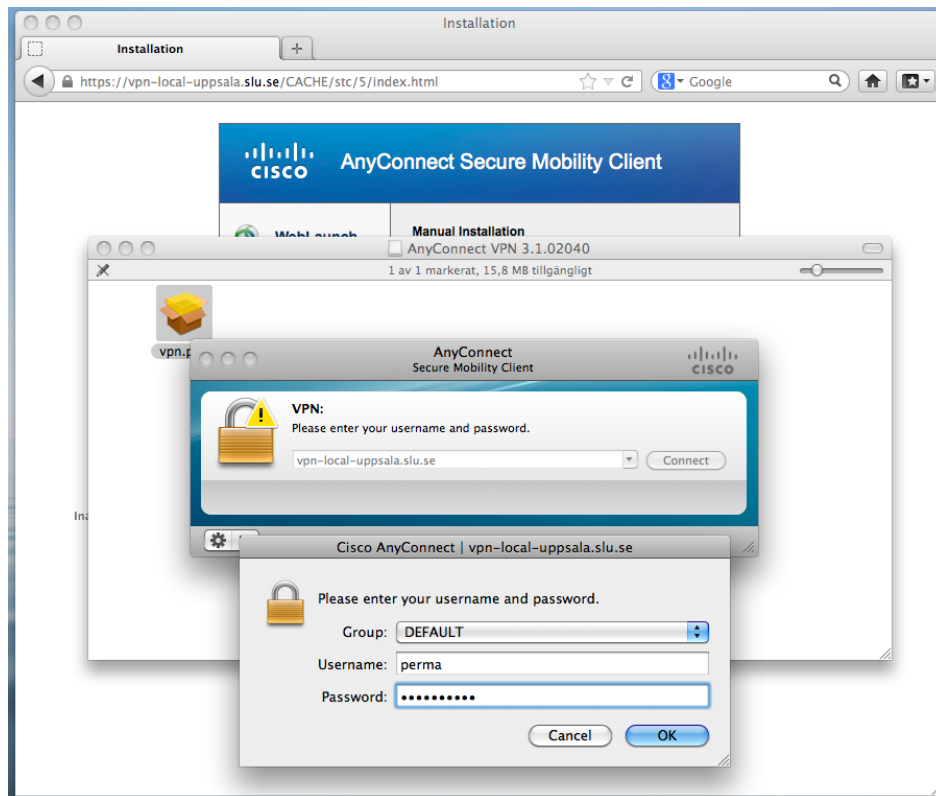 Installation
Installation
https://vpn-local-uppsala.slu.se/CACHE/stc/5/index.html
Google
CISCO
AnyConnect Secure Mobility Client
WebLaunch
Manual Installation
AnyConnect VPN 3.1.02040
1 av 1 markerat, 15,8 MB tillgängligt
AnyConnect
Secure Mobility Client
CISCO
VPN:
Please enter your username and password.
vpn-local-uppsala.slu.se
Connect
Cisco AnyConnect | vpn-local-uppsala.slu.se
Please enter your username and password.
Group: DEFAULT
Username: perma
Password: ••••••••••
Cancel OK